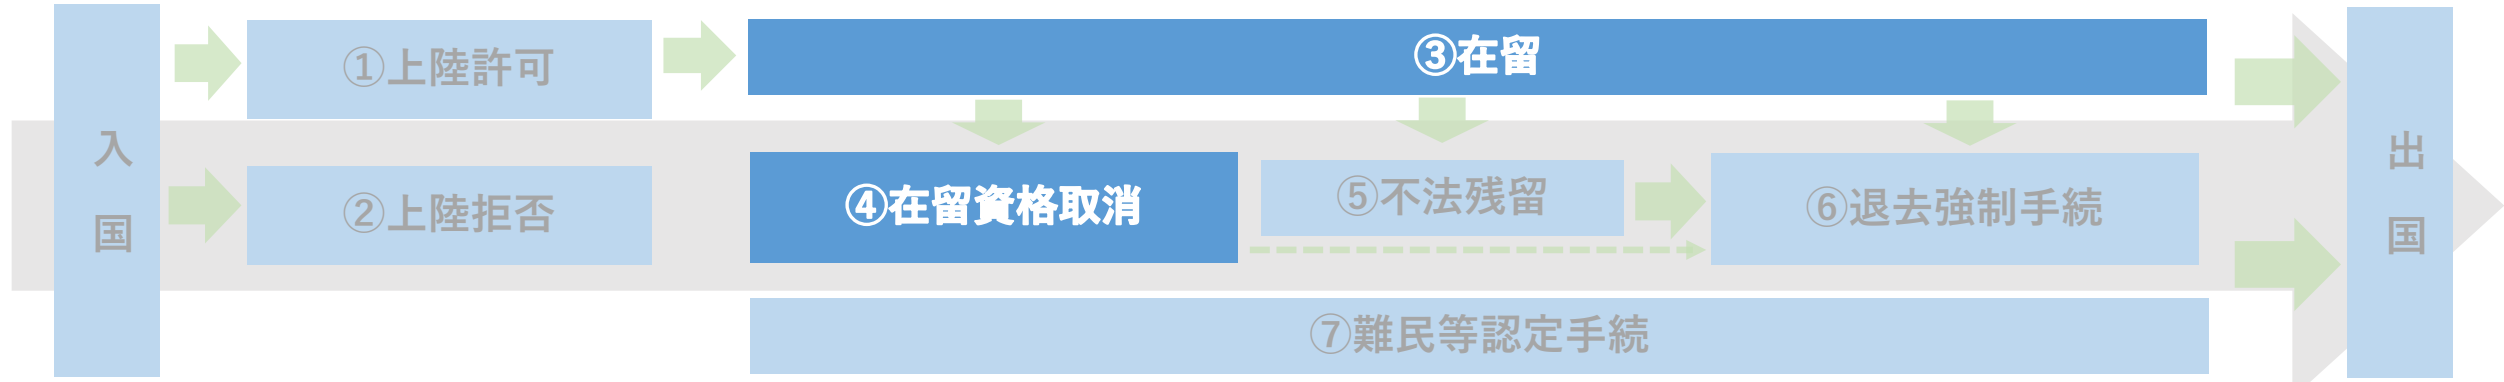 入国
①上陸許可
②上陸拒否
③在留
④在留資格取消
⑤不法残留
⑥退去強制手続
⑦難民等認定手続
出国